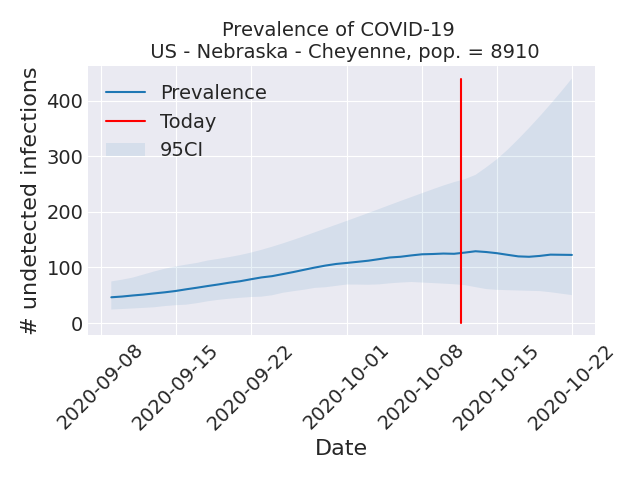 Prevalence of COVID-19
US - Nebraska - Cheyenne, pop. = 8910
# undetected infections
400
300
200
100
0
Prevalence
Today
95CI
2020-09-08
2020-09-15
2020-09-22
2020-10-01
2020-10-08
2020-10-15
2020-10-22
Date